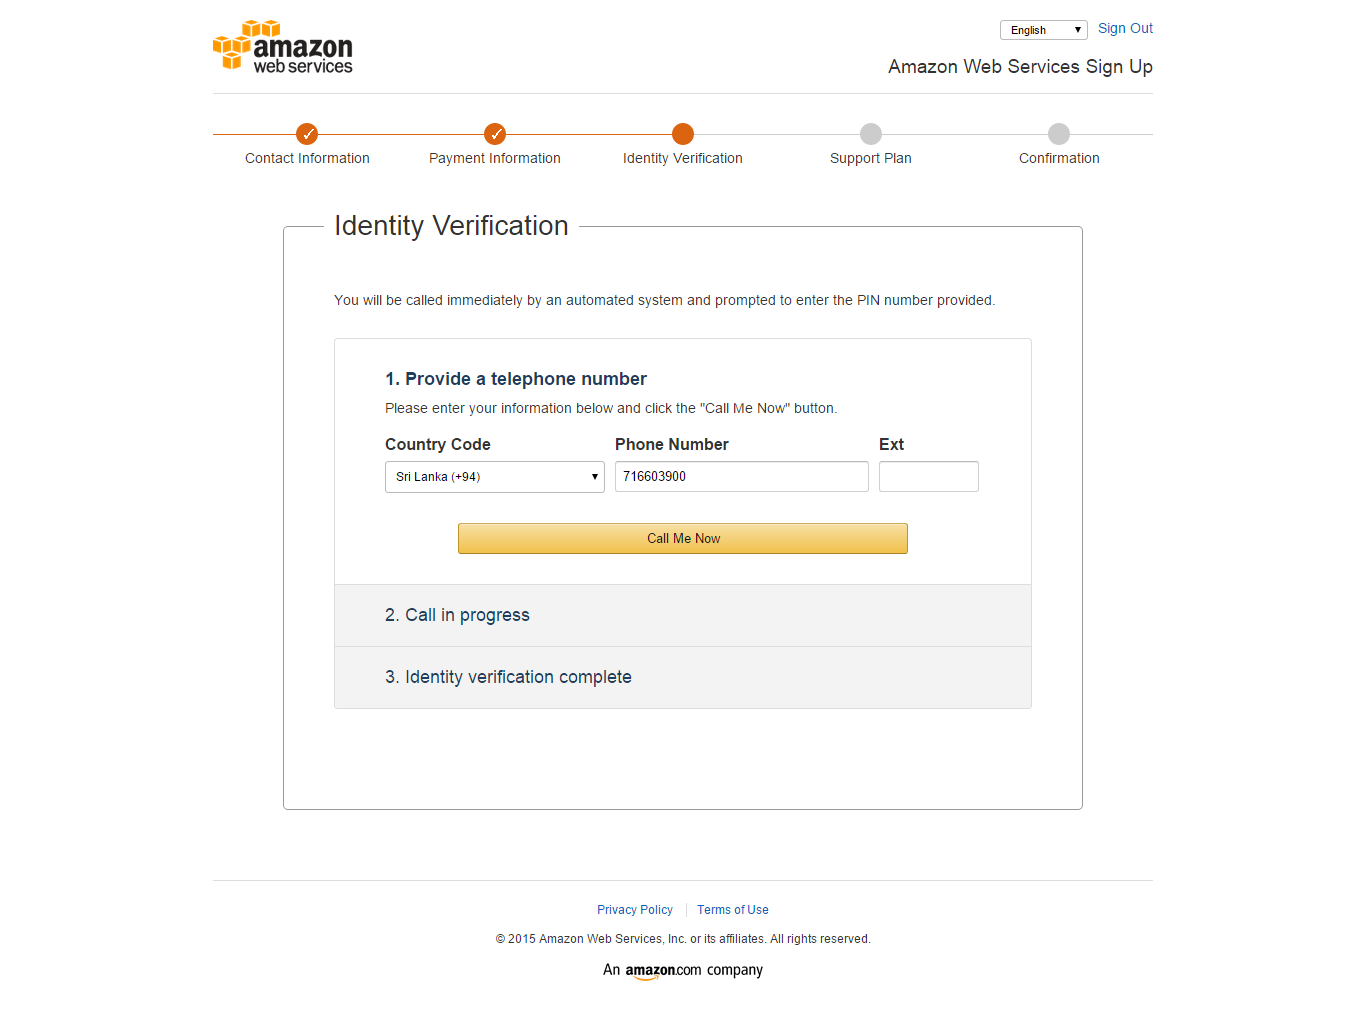 amazon
web services
English
Sign Out
Amazon Web Services Sign Up
Contact Information
Payment Information
Identity Verification
Support Plan
Confirmation
Identity Verification
You will be called immediately by an automated system and prompted to enter the PIN number provided.
1. Provide a telephone number
Please enter your information below and click the "Call Me Now" button.
Country Code
Phone Number
Ext
Sri Lanka (+94)
716603900
Call Me Now
2. Call in progress
3. Identity verification complete
Privacy Policy
Terms of Use
© 2015 Amazon Web Services, Inc. or its affiliates. All rights reserved.
An amazon.com company